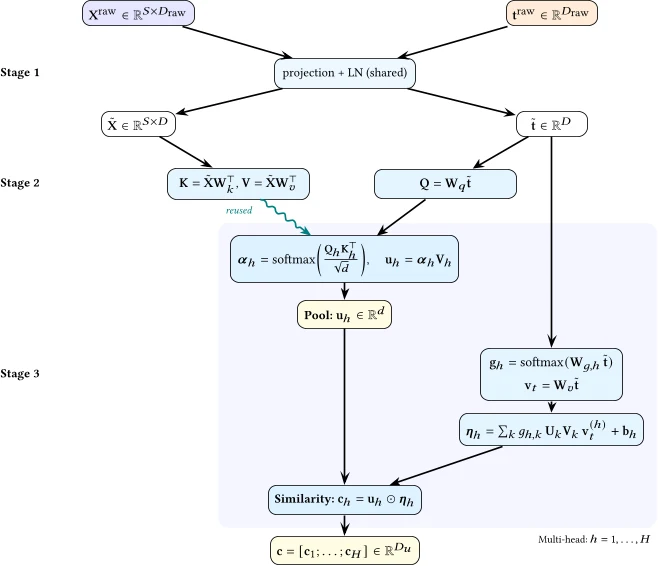 X^raw ∈ ℝ^{S×D_raw}
t^raw ∈ ℝ^{D_raw}
Stage 1
projection + LN (shared)
X̃ ∈ ℝ^{S×D}
t̃ ∈ ℝ^D
Stage 2
K = X̃W_k^⊤, V = X̃W_v^⊤
Q = W_q t̃
reused
α_h = softmax(Q_h K_h^⊤ / √d), u_h = α_h V_h
Pool: u_h ∈ ℝ^d
Stage 3
g_h = softmax(W_{g,h} t̃)
v_t = W_v t̃
η_h = ∑_k g_{h,k} U_k V_k v_t^{(h)} + b_h
Similarity: c_h = u_h ⊙ η_h
Multi-head: h = 1, . . . , H
c = [c_1; . . . ; c_H] ∈ ℝ^{D_u}